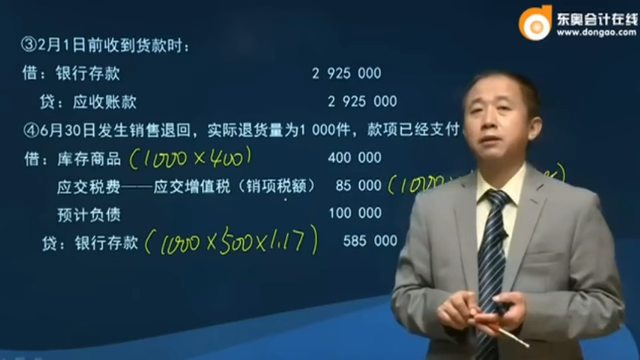 东奥会计在线
www.dongao.com
③2月1日前收到货款时：
借：银行存款 2 925 000
贷：应收账款 2 925 000
④6月30日发生销售退回，实际退货量为1 000件，款项已经支付
借：库存商品 (1000×400) 400 000
应交税费——应交增值税（销项税额） 85 000 (1000
预计负债 100 000
贷：银行存款 (1000×500×1.17) 585 000